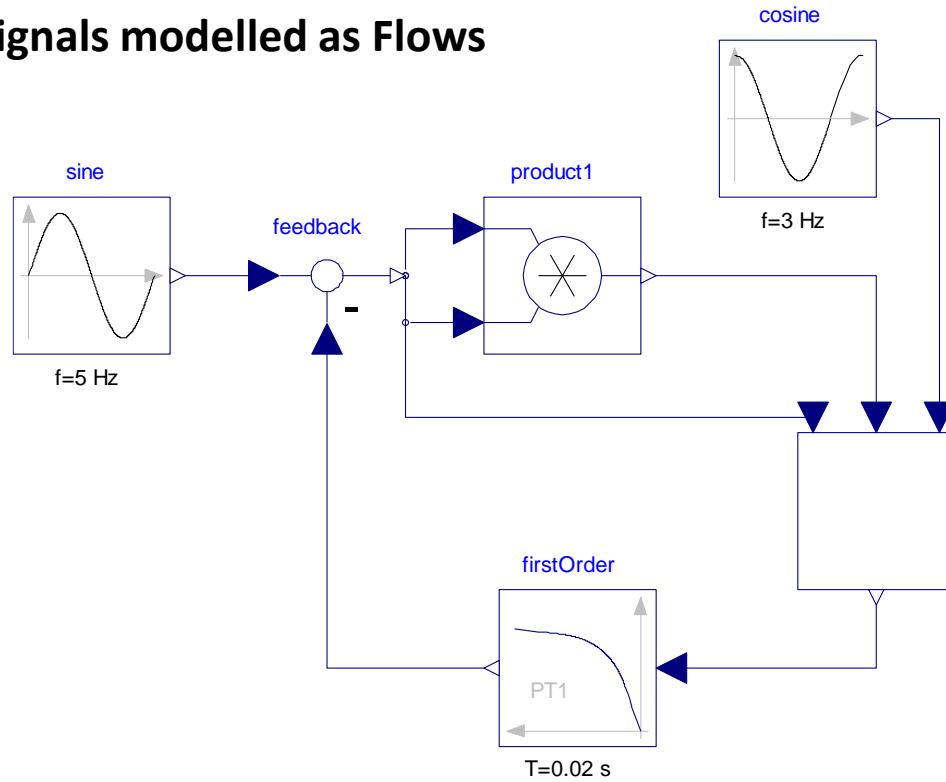 ignals modelled as Flows
cosine
sine
product1
feedback
f=3 Hz
-
f=5 Hz
firstOrder
PT1
T=0.02 s